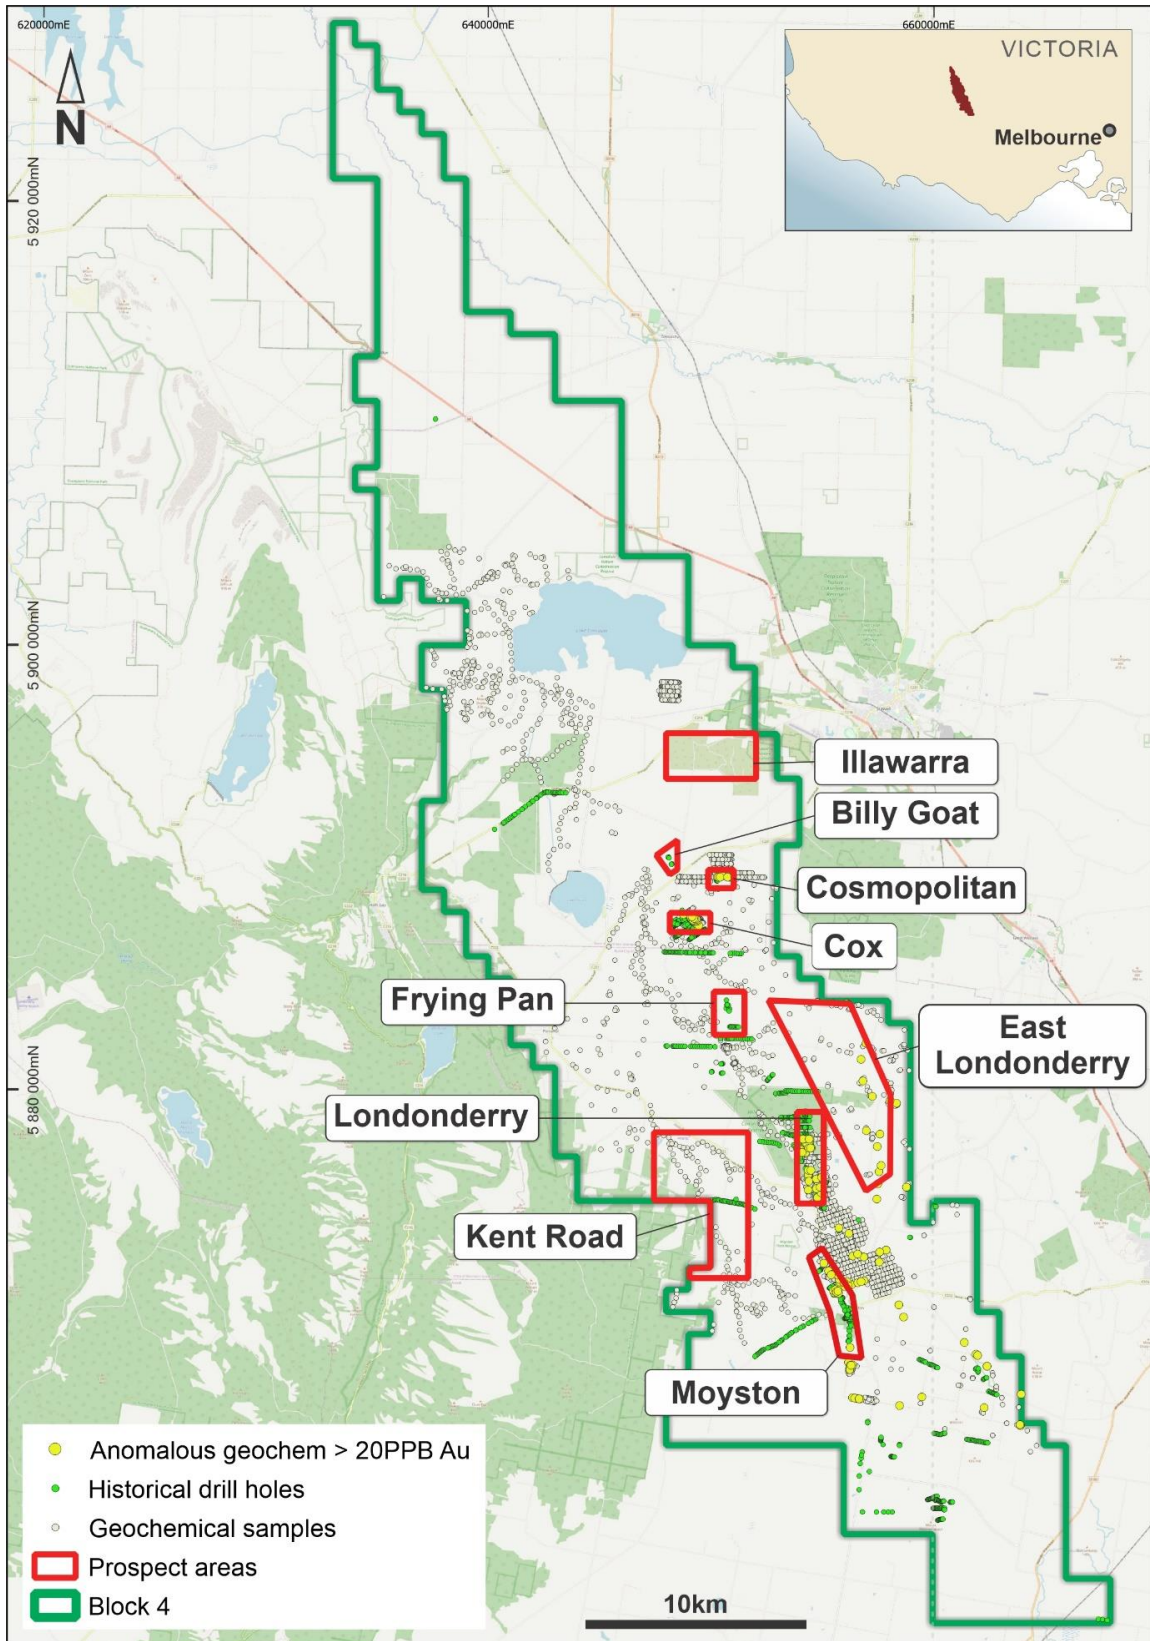 620000mE
640000mE
660000mE
N
VICTORIA
Melbourne
5 920 000mN
5 900 000mN
5 880 000mN
Illawarra
Billy Goat
Cosmopolitan
Cox
Frying Pan
East
Londonderry
Londonderry
Kent Road
Moyston
Anomalous geochem > 20PPB Au
Historical drill holes
Geochemical samples
Prospect areas
Block 4
10km